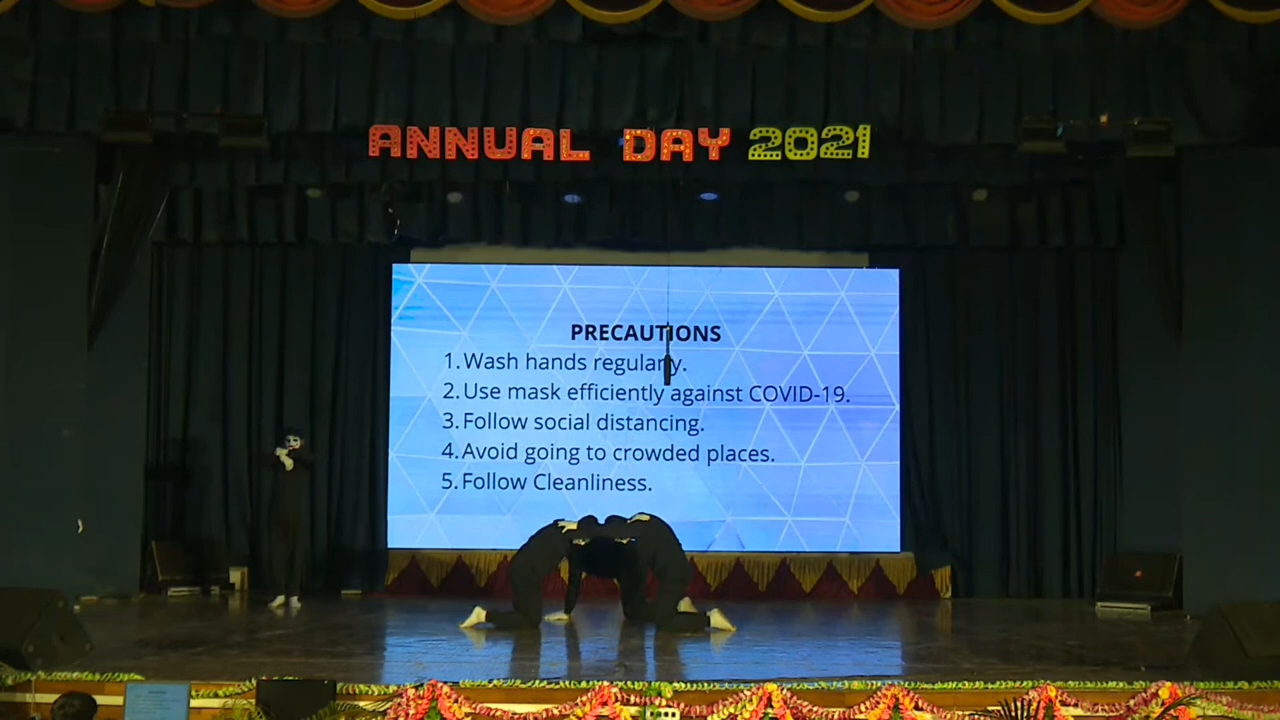 ANNUAL DAY 2021
PRECAUTIONS
1. Wash hands regularly.
2. Use mask efficiently against COVID-19.
3. Follow social distancing.
4. Avoid going to crowded places.
5. Follow Cleanliness.